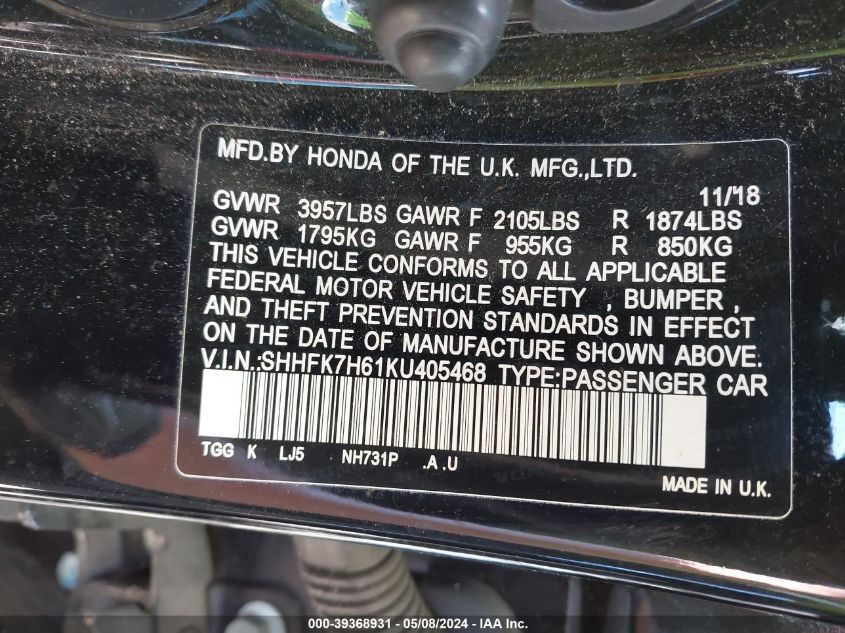 MFD.BY HONDA OF THE U.K. MFG.,LTD.
11/18
GVWR 3957LBS GAWR F 2105LBS R 1874LBS
GVWR 1795KG GAWR F 955KG R 850KG
THIS VEHICLE CONFORMS TO ALL APPLICABLE
FEDERAL MOTOR VEHICLE SAFETY , BUMPER ,
AND THEFT PREVENTION STANDARDS IN EFFECT
ON THE DATE OF MANUFACTURE SHOWN ABOVE.
V.I.N.:SHHFK7H61KU405468 TYPE:PASSENGER CAR
TGG K LJ5 NH731P .A .U
MADE IN U.K.
000-39368931 - 05/08/2024 - IAA Inc.